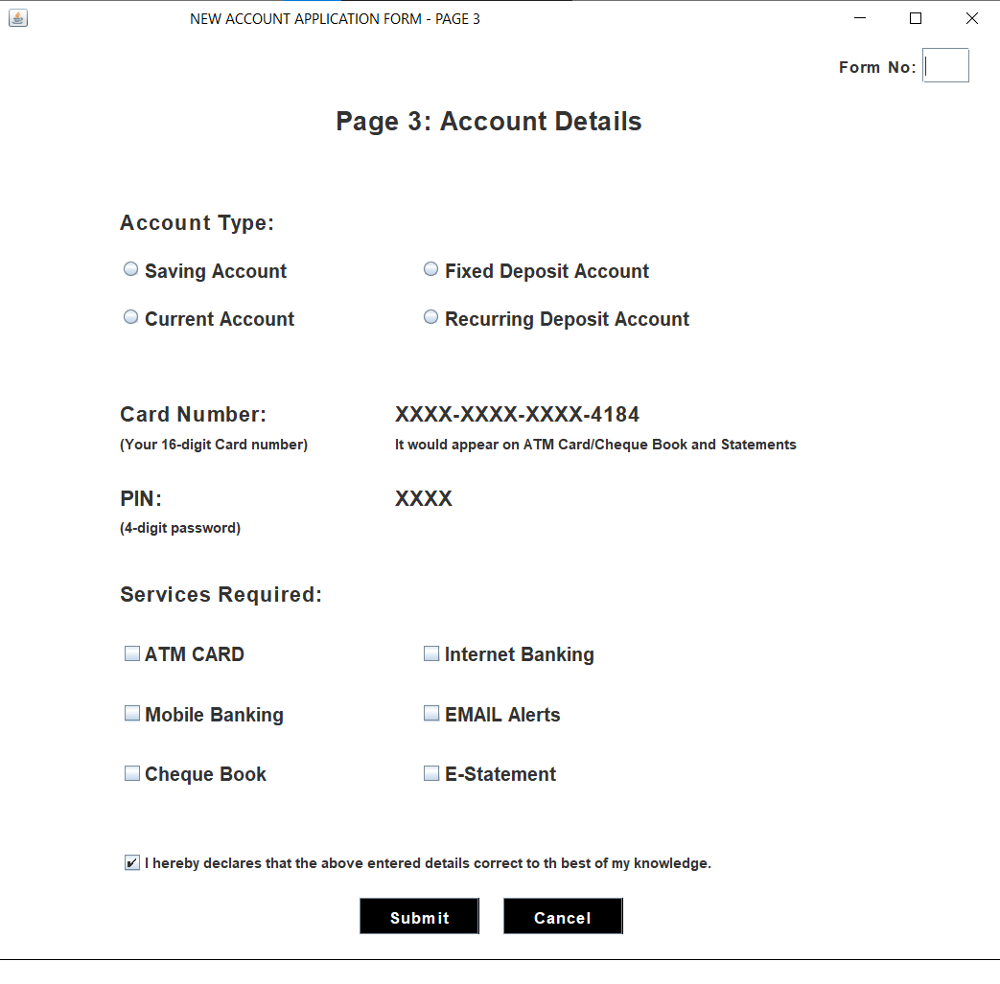 NEW ACCOUNT APPLICATION FORM - PAGE 3
Form No:
Page 3: Account Details
Account Type:
Saving Account Fixed Deposit Account
Current Account Recurring Deposit Account
Card Number: XXXX-XXXX-XXXX-4184
(Your 16-digit Card number) It would appear on ATM Card/Cheque Book and Statements
PIN: XXXX
(4-digit password)
Services Required:
ATM CARD Internet Banking
Mobile Banking EMAIL Alerts
Cheque Book E-Statement
I hereby declares that the above entered details correct to th best of my knowledge.
Submit Cancel